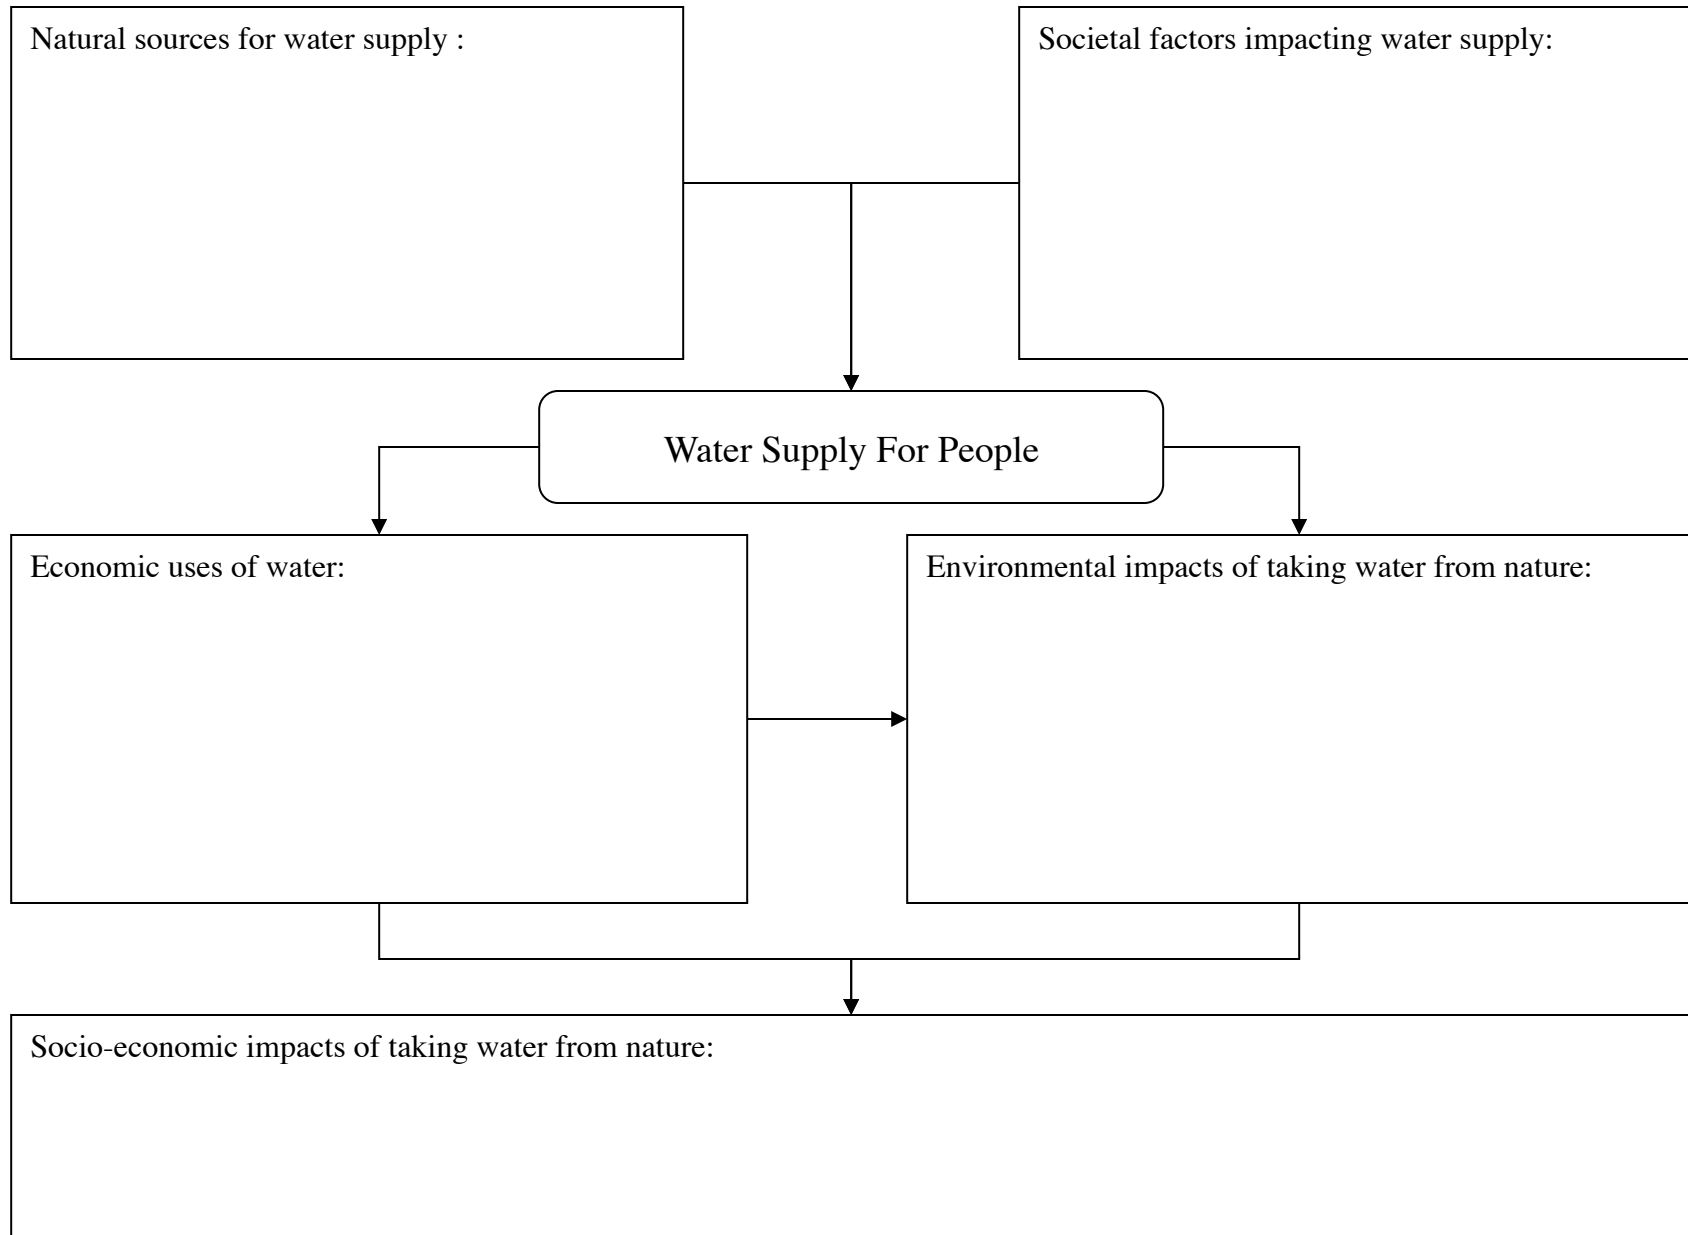 Natural sources for water supply :
Societal factors impacting water supply:
Water Supply For People
Economic uses of water:
Environmental impacts of taking water from nature:
Socio-economic impacts of taking water from nature: